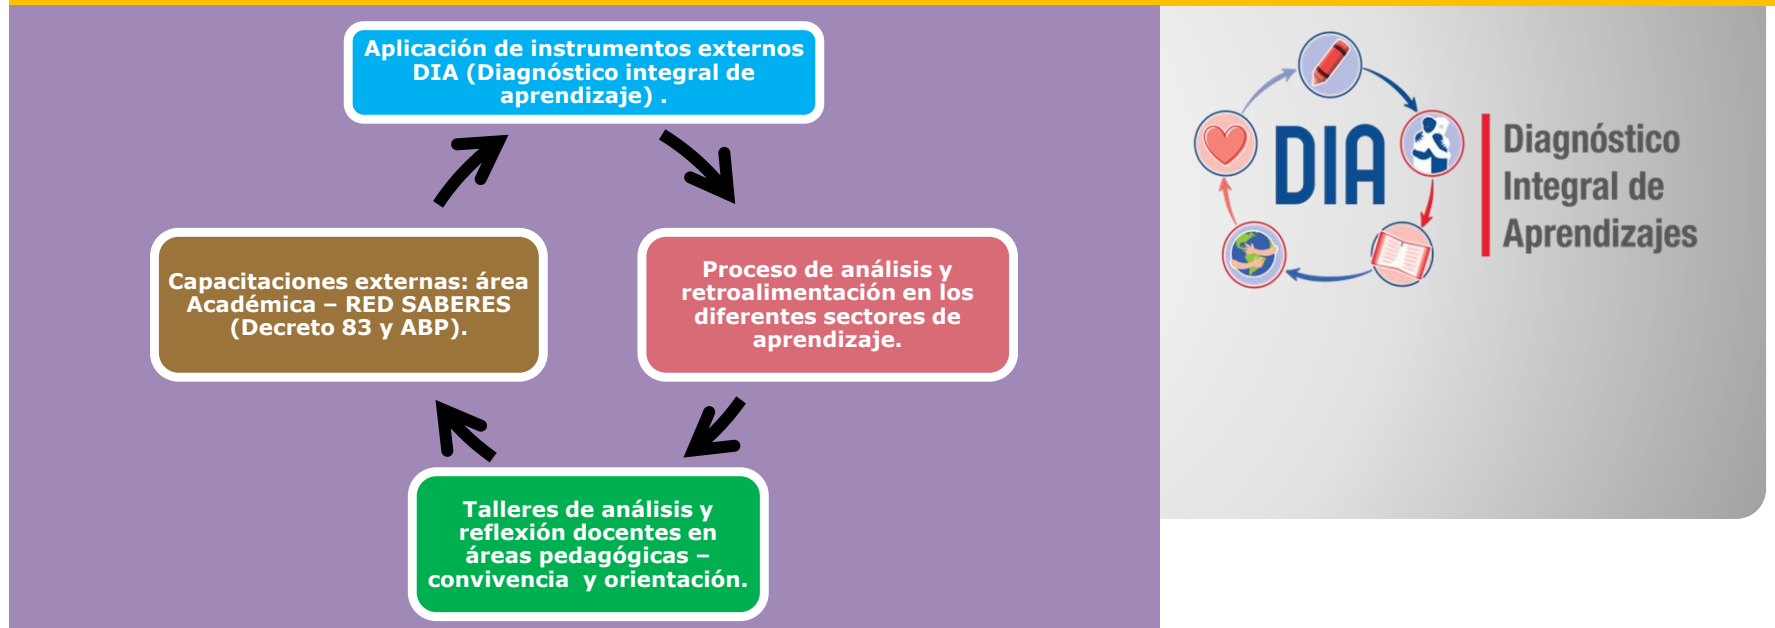 Aplicación de instrumentos externos
DIA (Diagnóstico integral de
aprendizaje) .
Proceso de análisis y
retroalimentación en los
diferentes sectores de
aprendizaje.
Talleres de análisis y
reflexión docentes en
áreas pedagógicas –
convivencia  y orientación.
Capacitaciones externas: área
Académica – RED SABERES
(Decreto 83 y ABP).
DIA
Diagnóstico
Integral de
Aprendizajes